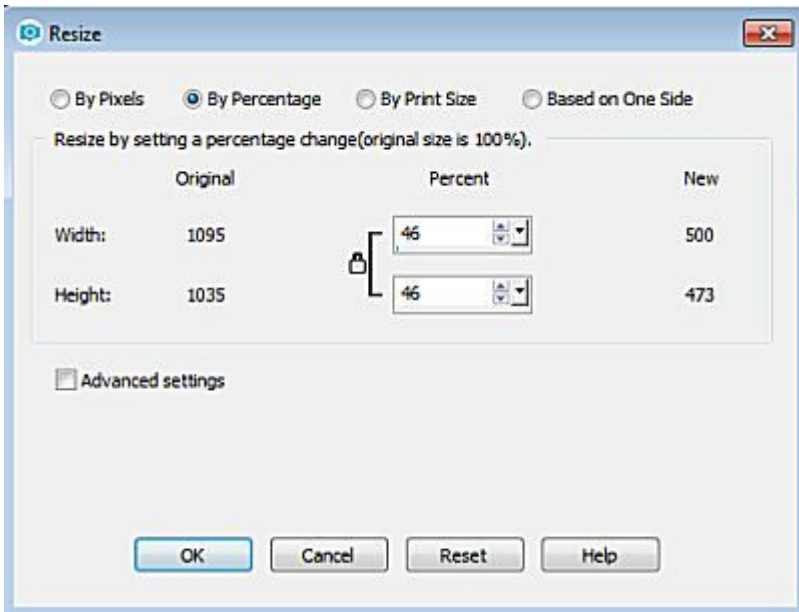 Resize
By Pixels By Percentage By Print Size Based on One Side
Resize by setting a percentage change(original size is 100%).
Original Percent New
Width: 1095 46 500
Height: 1035 46 473
Advanced settings
OK Cancel Reset Help